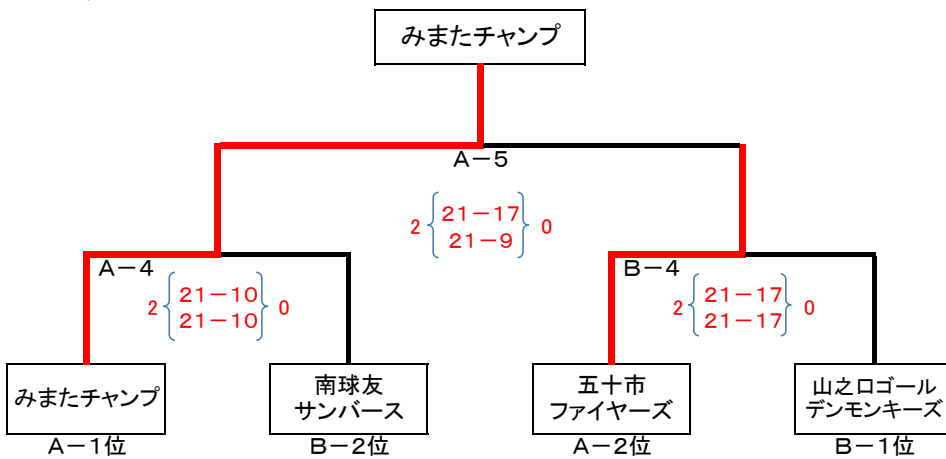 みまたチャンプ
A－5
2 21－17 0
21－9
A－4
B－4
2 21－10 0
21－10
2 21－17 0
21－17
みまたチャンプ
南球友
サンバース
五十市
ファイヤーズ
山之口ゴール
デンモンキーズ
A－1位
B－2位
A－2位
B－1位